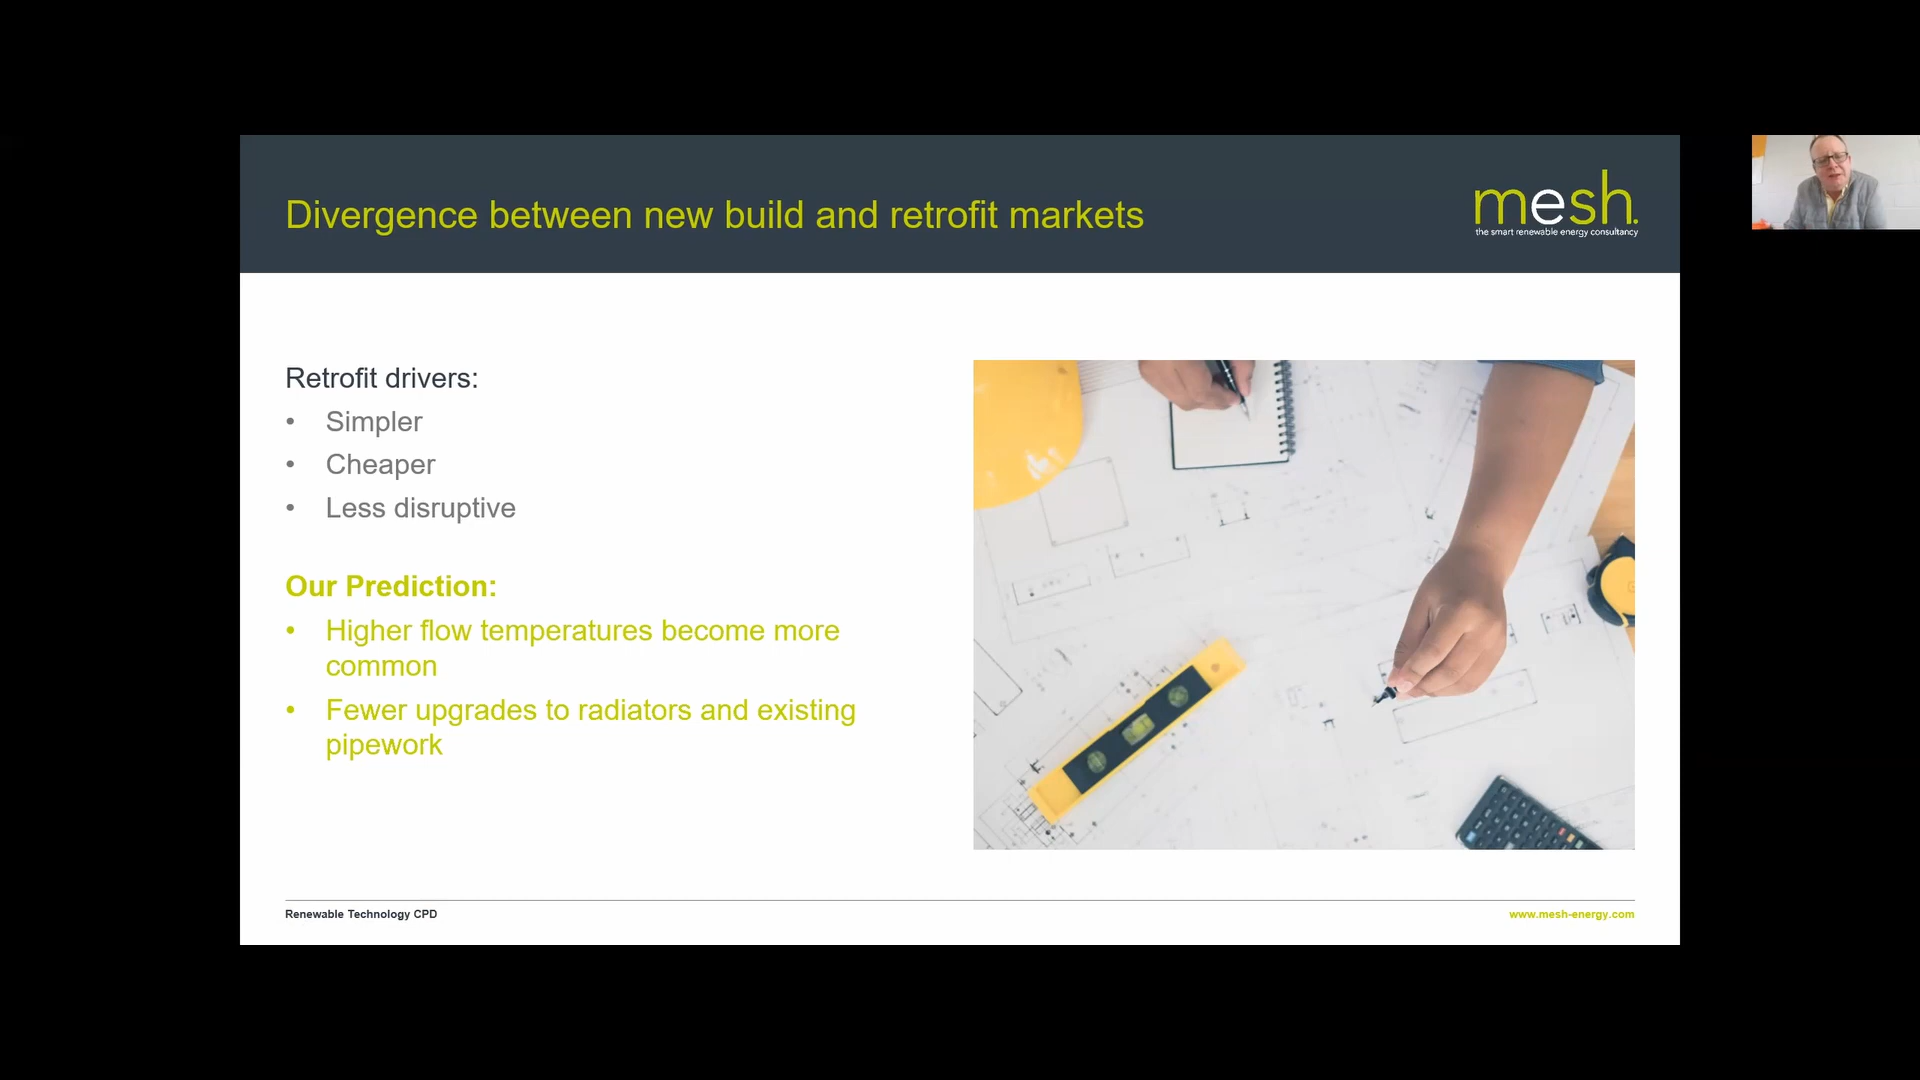 Divergence between new build and retrofit markets
mesh.
the smart renewable energy consultancy
Retrofit drivers:
• Simpler
• Cheaper
• Less disruptive
Our Prediction:
• Higher flow temperatures become more
common
• Fewer upgrades to radiators and existing
pipework
Renewable Technology CPD
www.mesh-energy.com